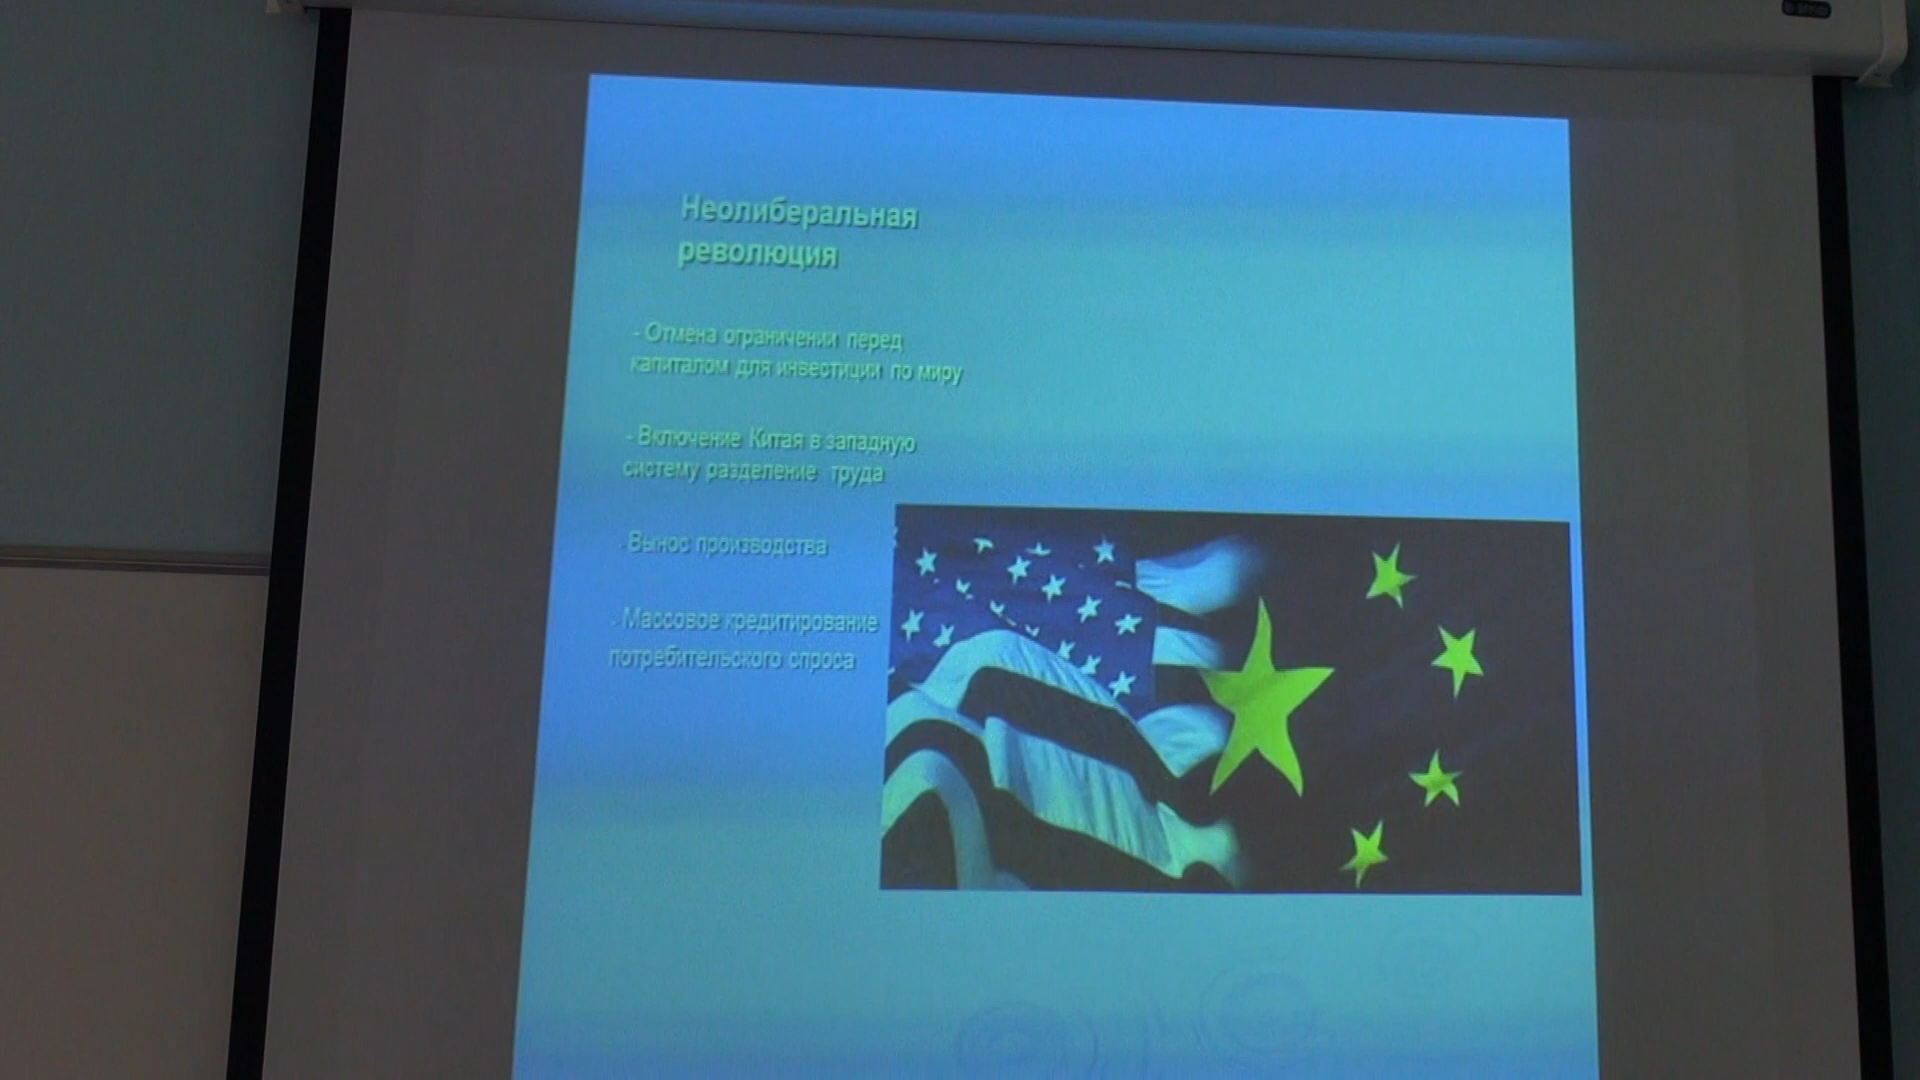 Неолиберальная
революция
- Отмена ограничении перед
капиталом для инвестиции по миру
- Включение Китая в западную
систему разделение труда
- Вынос производства
- Массовое кредитирование
потребительского спроса